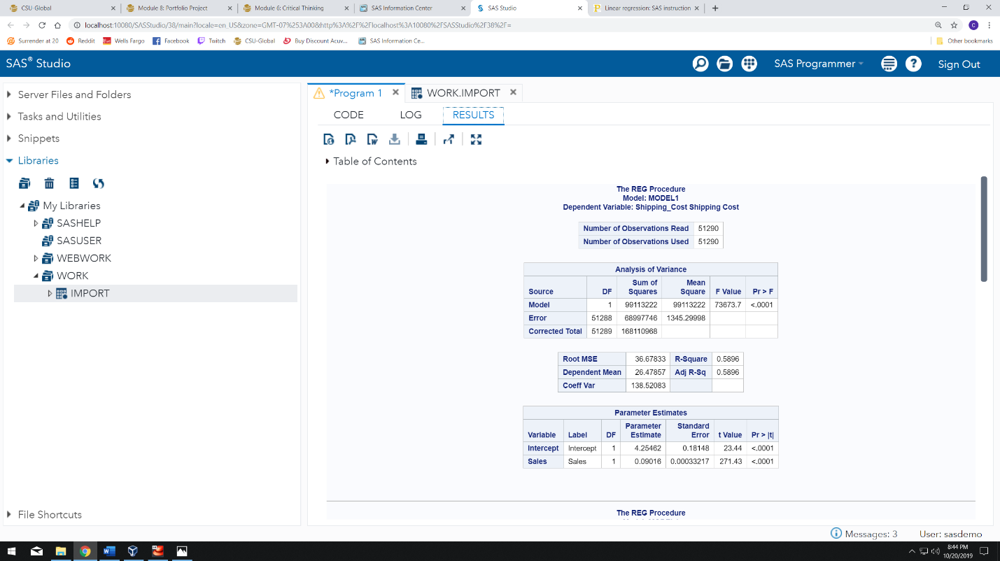 CSU-Global
Module 8: Portfolio Project
Module 6: Critical Thinking
SAS Information Center
SAS Studio
Linear regression: SAS instruction
localhost:10080/SASStudio/38/main?locale=en_US&zone=GMT-07%253A00&http%3A%2F%2Flocalhost%3A10080%2FSASStudio%2F38%2F=
C
Surrender at 20
Reddit
Wells Fargo
Facebook
Twitch
CSU-Global
Buy Discount Acuv...
SAS Information Ce...
Other bookmarks
SAS® Studio
SAS Programmer
?
Sign Out
Server Files and Folders
Tasks and Utilities
Snippets
Libraries
My Libraries
SASHELP
SASUSER
WEBWORK
WORK
IMPORT
File Shortcuts
*Program 1
WORK.IMPORT
CODE LOG RESULTS
Table of Contents
The REG Procedure
Model: MODEL1
Dependent Variable: Shipping_Cost Shipping Cost
Number of Observations Read 51290
Number of Observations Used 51290
Analysis of Variance
Source DF Sum of Squares Mean Square F Value Pr > F
Model 1 99113222 99113222 73673.7 <.0001
Error 51288 68997746 1345.29998
Corrected Total 51289 168110968
Root MSE 36.67833 R-Square 0.5896
Dependent Mean 26.47857 Adj R-Sq 0.5896
Coeff Var 138.52083
Parameter Estimates
Variable Label DF Parameter Estimate Standard Error t Value Pr > |t|
Intercept Intercept 1 4.25462 0.18148 23.44 <.0001
Sales Sales 1 0.09016 0.00033217 271.43 <.0001
The REG Procedure
Messages: 3
User: sasdemo
8:44 PM
10/20/2019